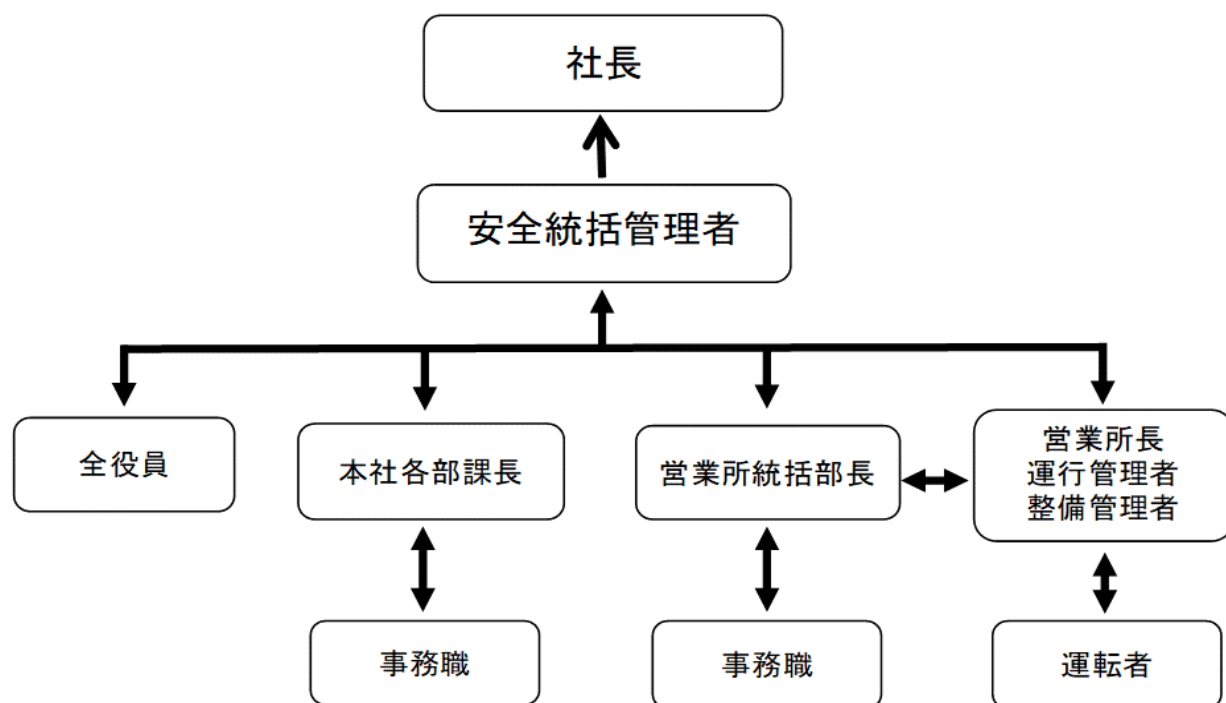 社長
安全統括管理者
全役員
本社各部課長
営業所統括部長
営業所長
運行管理者
整備管理者
事務職
事務職
運転者